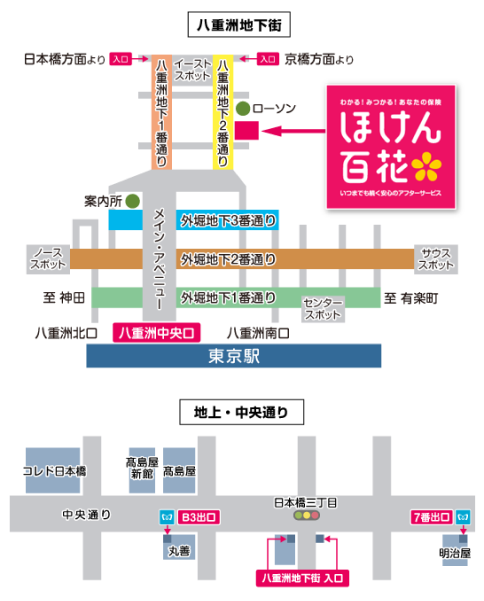 八重洲地下街
日本橋方面より
入口
イースト
スポット
入口
京橋方面より
八重洲地下1番通り
八重洲地下2番通り
ローソン
わかる!みつかる!あなたの保険
ほけん
百花
いつまでも続く安心のアフターサービス
案内所
メイン・アベニュー
外堀地下3番通り
ノース
スポット
外堀地下2番通り
サウス
スポット
至 神田
外堀地下1番通り
センター
スポット
至 有楽町
八重洲北口
八重洲中央口
八重洲南口
東京駅
地上・中央通り
コレド日本橋
髙島屋
新館
髙島屋
中央通り
B3出口
日本橋三丁目
7番出口
丸善
明治屋
八重洲地下街 入口